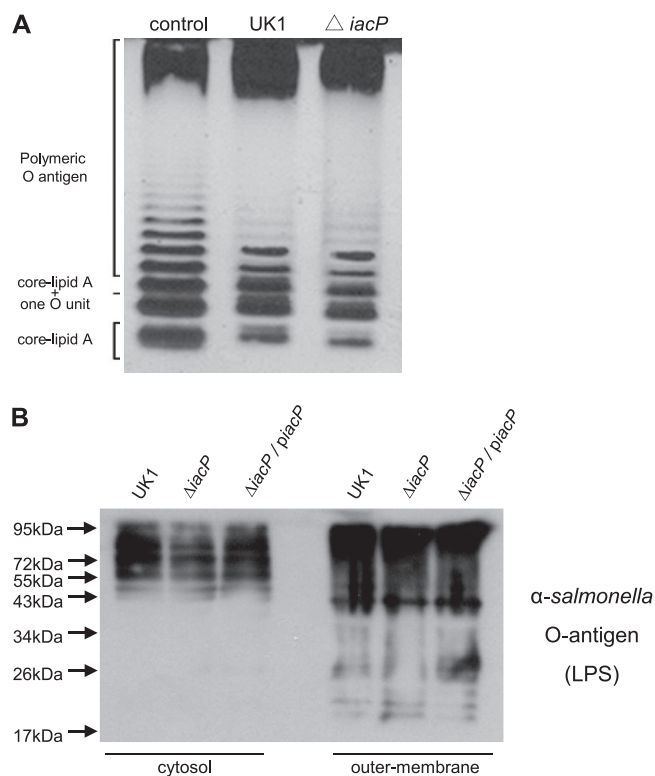 A
control UK1 △ iacP
Polymeric
O antigen
core-lipid A
+
one O unit
core-lipid A
B
UK1 ΔiacP ΔiacP / piacP UK1 ΔiacP ΔiacP / piacP
95kDa
72kDa
55kDa
43kDa
34kDa
26kDa
17kDa
α-salmonella
O-antigen
(LPS)
cytosol outer-membrane